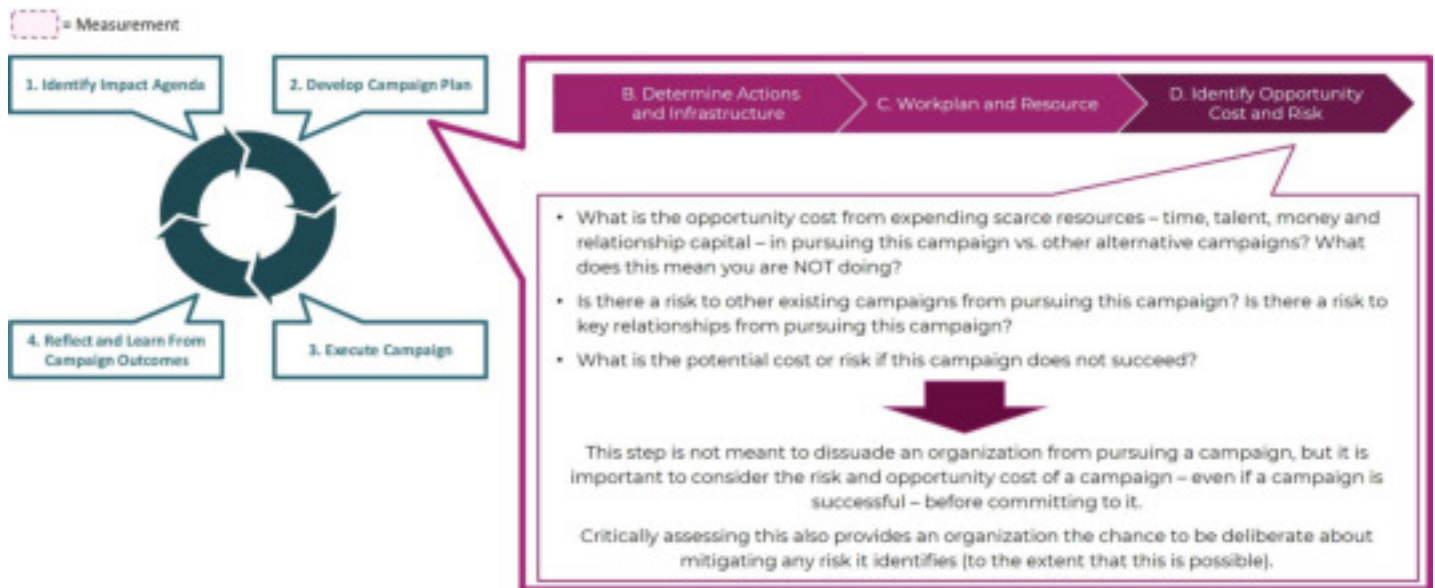 = Measurement
1. Identify Impact Agenda
2. Develop Campaign Plan
4. Reflect and Learn From
Campaign Outcomes
3. Execute Campaign
B. Determine Actions
and Infrastructure
C. Workplan and Resource
D. Identify Opportunity
Cost and Risk
• What is the opportunity cost from expending scarce resources – time, talent, money and
relationship capital – in pursuing this campaign vs. other alternative campaigns? What
does this mean you are NOT doing?
• Is there a risk to other existing campaigns from pursuing this campaign? Is there a risk to
key relationships from pursuing this campaign?
• What is the potential cost or risk if this campaign does not succeed?
This step is not meant to dissuade an organization from pursuing a campaign, but it is
important to consider the risk and opportunity cost of a campaign – even if a campaign is
successful – before committing to it.
Critically assessing this also provides an organization the chance to be deliberate about
mitigating any risk it identifies (to the extent that this is possible).